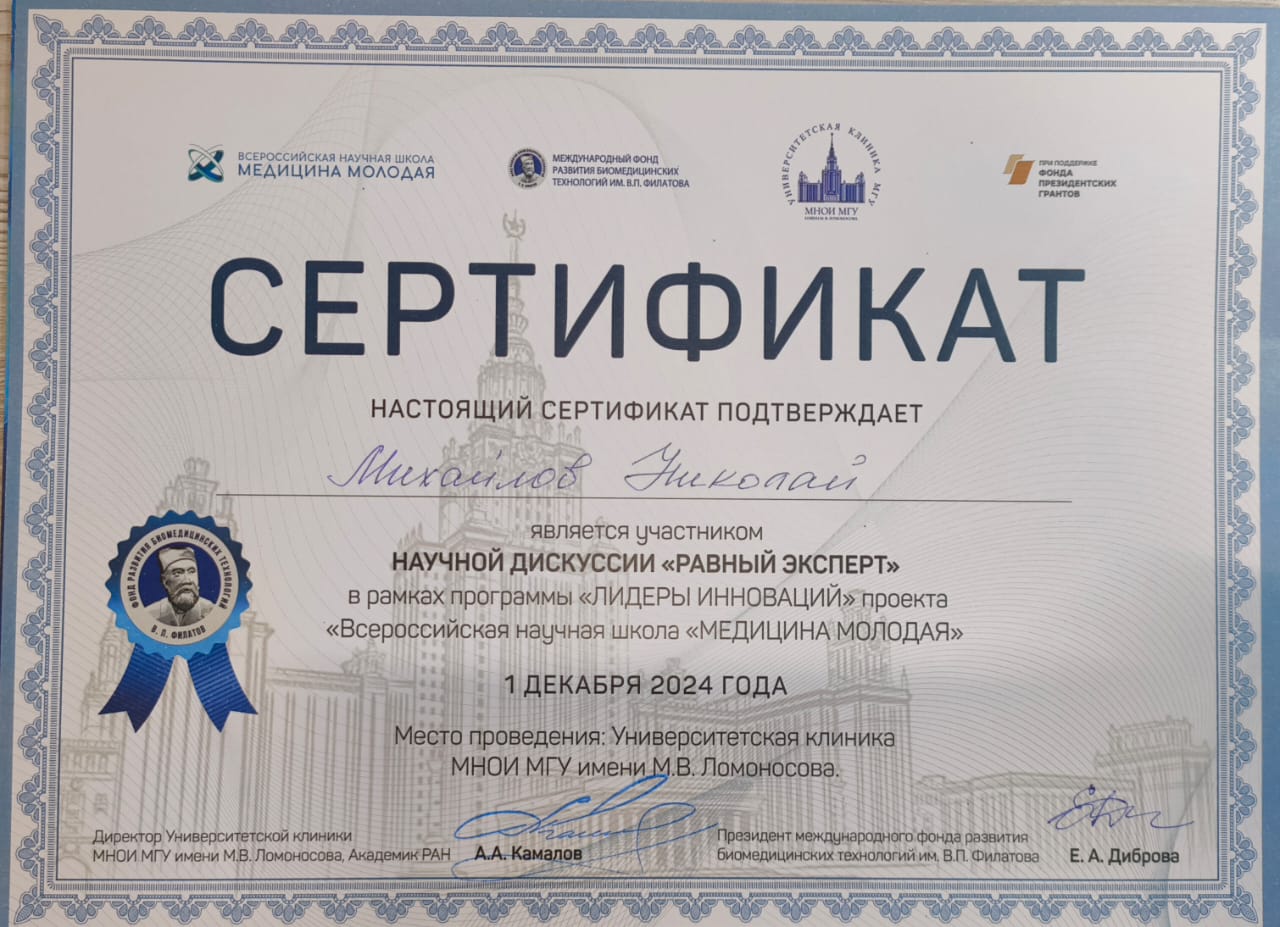 ВСЕРОССИЙСКАЯ НАУЧНАЯ ШКОЛА
МЕДИЦИНА МОЛОДАЯ
МЕЖДУНАРОДНЫЙ ФОНД
РАЗВИТИЯ БИОМЕДИЦИНСКИХ
ТЕХНОЛОГИЙ ИМ. В.П. ФИЛАТОВА
УНИВЕРСИТЕТСКАЯ КЛИНИКА МГУ
МНОИ МГУ
ИМЕНИ М.В. ЛОМОНОСОВА
ПРИ ПОДДЕРЖКЕ
ФОНДА
ПРЕЗИДЕНТСКИХ
ГРАНТОВ
СЕРТИФИКАТ
НАСТОЯЩИЙ СЕРТИФИКАТ ПОДТВЕРЖДАЕТ
Михайлов Николай
является участником
НАУЧНОЙ ДИСКУССИИ «РАВНЫЙ ЭКСПЕРТ»
в рамках программы «ЛИДЕРЫ ИННОВАЦИЙ» проекта
«Всероссийская научная школа «МЕДИЦИНА МОЛОДАЯ»
1 ДЕКАБРЯ 2024 ГОДА
Место проведения: Университетская клиника
МНОИ МГУ имени М.В. Ломоносова.
ФОНД РАЗВИТИЯ БИОМЕДИЦИНСКИХ ТЕХНОЛОГИЙ
В. П. ФИЛАТОВ
Директор Университетской клиники
МНОИ МГУ имени М.В. Ломоносова, Академик РАН А.А. Камалов
Президент международного фонда развития
биомедицинских технологий им. В.П. Филатова Е. А. Диброва